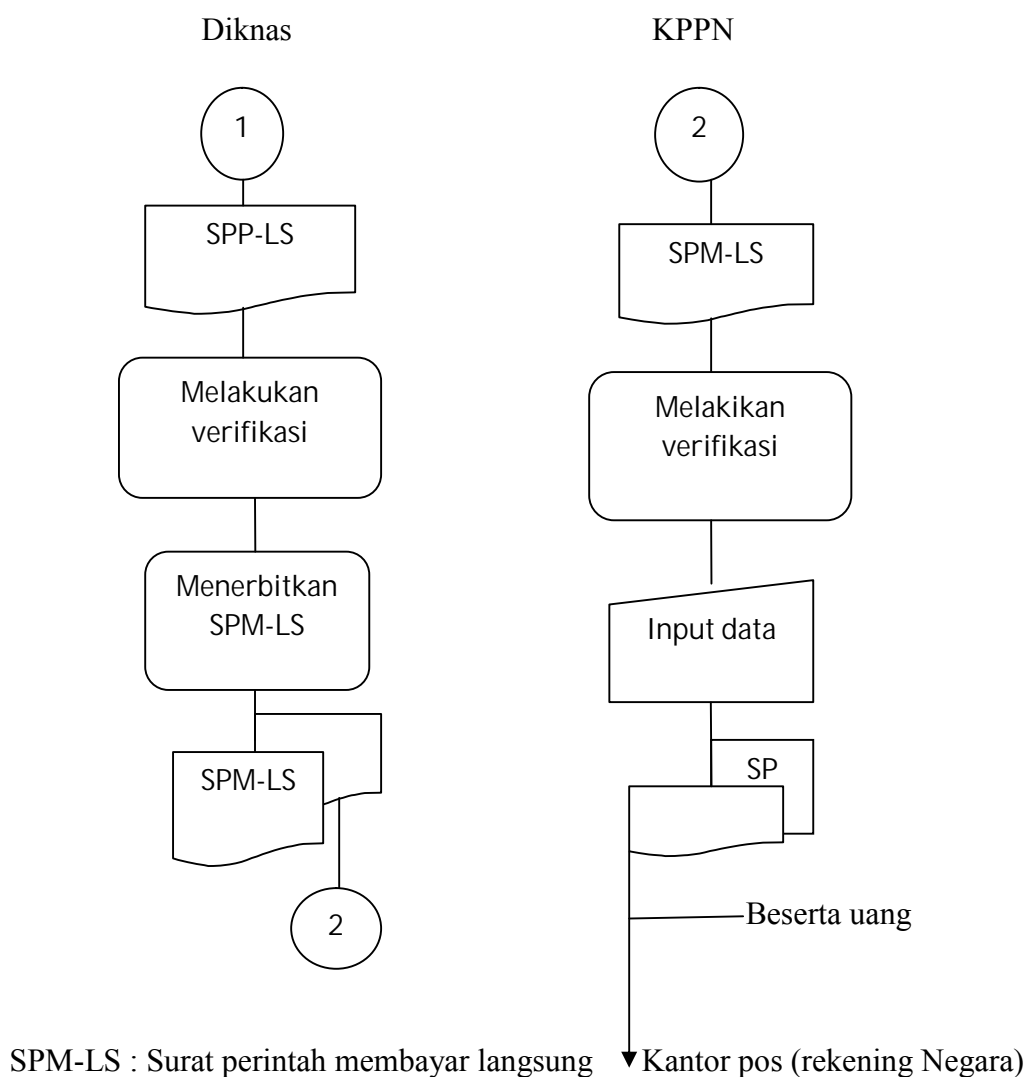 Diknas
KPPN
1
SPP-LS
Melakukan
verifikasi
Menerbitkan
SPM-LS
SPM-LS
2
2
SPM-LS
Melakikan
verifikasi
Input data
SP
Beserta uang
SPM-LS : Surat perintah membayar langsung
Kantor pos (rekening Negara)